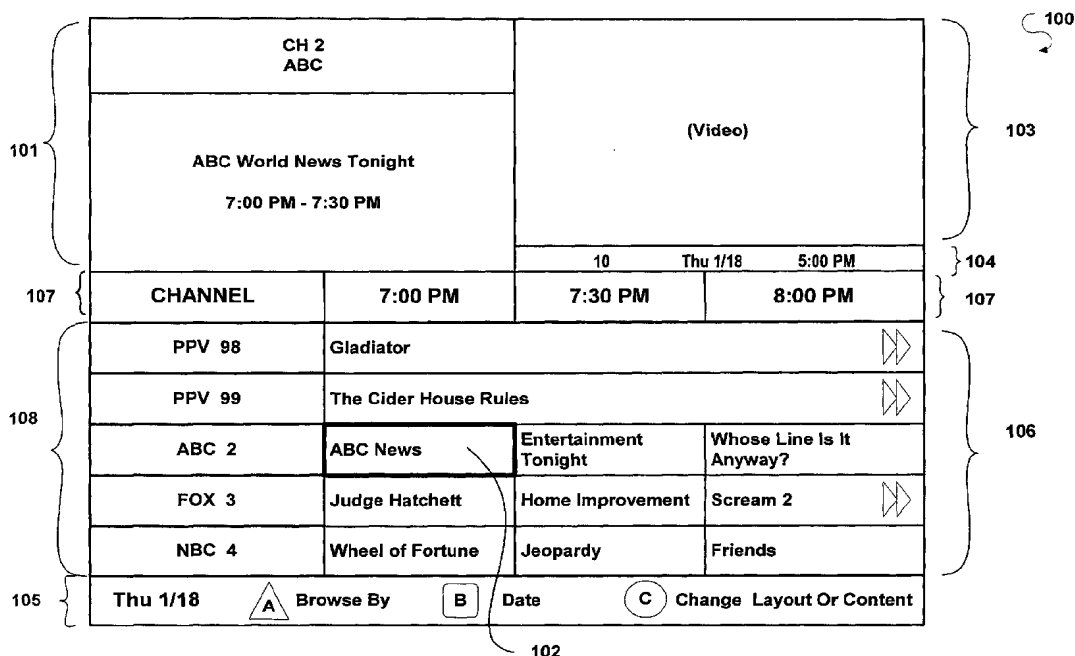 100
CH 2
ABC
(Video)
103
101
ABC World News Tonight
7:00 PM - 7:30 PM
10 Thu 1/18 5:00 PM
104
107
CHANNEL 7:00 PM 7:30 PM 8:00 PM
107
PPV 98 Gladiator
PPV 99 The Cider House Rules
108
106
ABC 2 ABC News Entertainment Tonight Whose Line Is It Anyway?
FOX 3 Judge Hatchett Home Improvement Scream 2
NBC 4 Wheel of Fortune Jeopardy Friends
105
Thu 1/18 A Browse By B Date C Change Layout Or Content
102